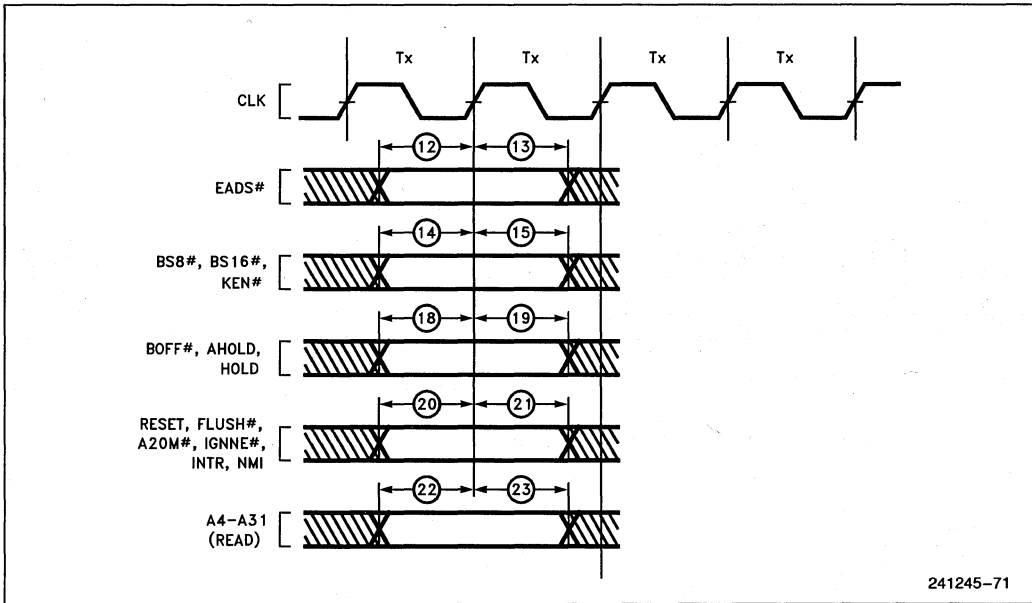 Tx Tx Tx Tx
CLK
12 13
EADS#
14 15
BS8#, BS16#,
KEN#
18 19
BOFF#, AHOLD,
HOLD
20 21
RESET, FLUSH#,
A20M#, IGNNE#,
INTR, NMI
22 23
A4-A31
(READ)
241245-71